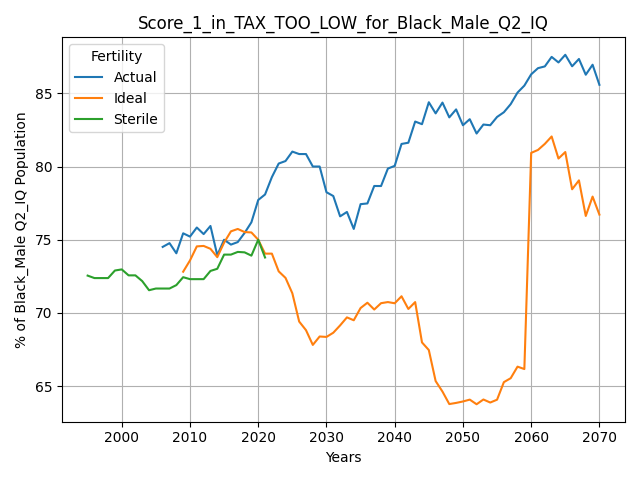 Score_1_in_TAX_TOO_LOW_for_Black_Male_Q2_IQ
Fertility
Actual
Ideal
Sterile
% of Black_Male Q2_IQ Population
85
80
75
70
65
2000 2010 2020 2030 2040 2050 2060 2070
Years